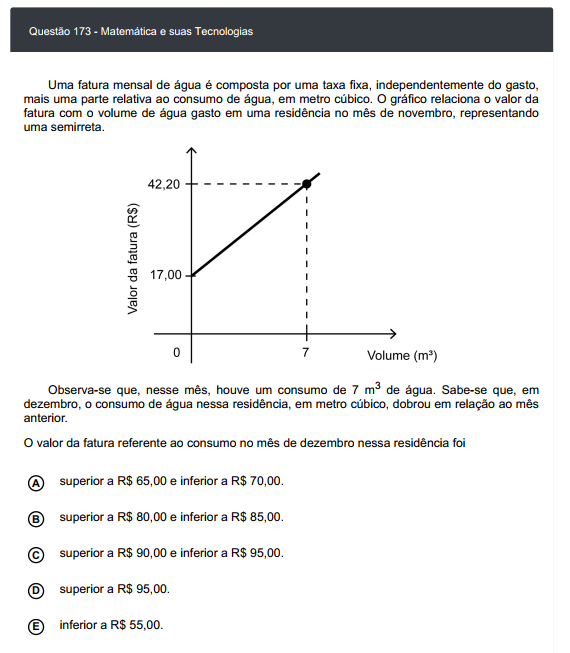 Questão 173 - Matemática e suas Tecnologias
Uma fatura mensal de água é composta por uma taxa fixa, independentemente do gasto,
mais uma parte relativa ao consumo de água, em metro cúbico. O gráfico relaciona o valor da
fatura com o volume de água gasto em uma residência no mês de novembro, representando
uma semirreta.
42,20
Valor da fatura (R$)
17,00
0
7
Volume (m³)
Observa-se que, nesse mês, houve um consumo de 7 m³ de água. Sabe-se que, em
dezembro, o consumo de água nessa residência, em metro cúbico, dobrou em relação ao mês
anterior.
O valor da fatura referente ao consumo no mês de dezembro nessa residência foi
A superior a R$ 65,00 e inferior a R$ 70,00.
B superior a R$ 80,00 e inferior a R$ 85,00.
C superior a R$ 90,00 e inferior a R$ 95,00.
D superior a R$ 95,00.
E inferior a R$ 55,00.